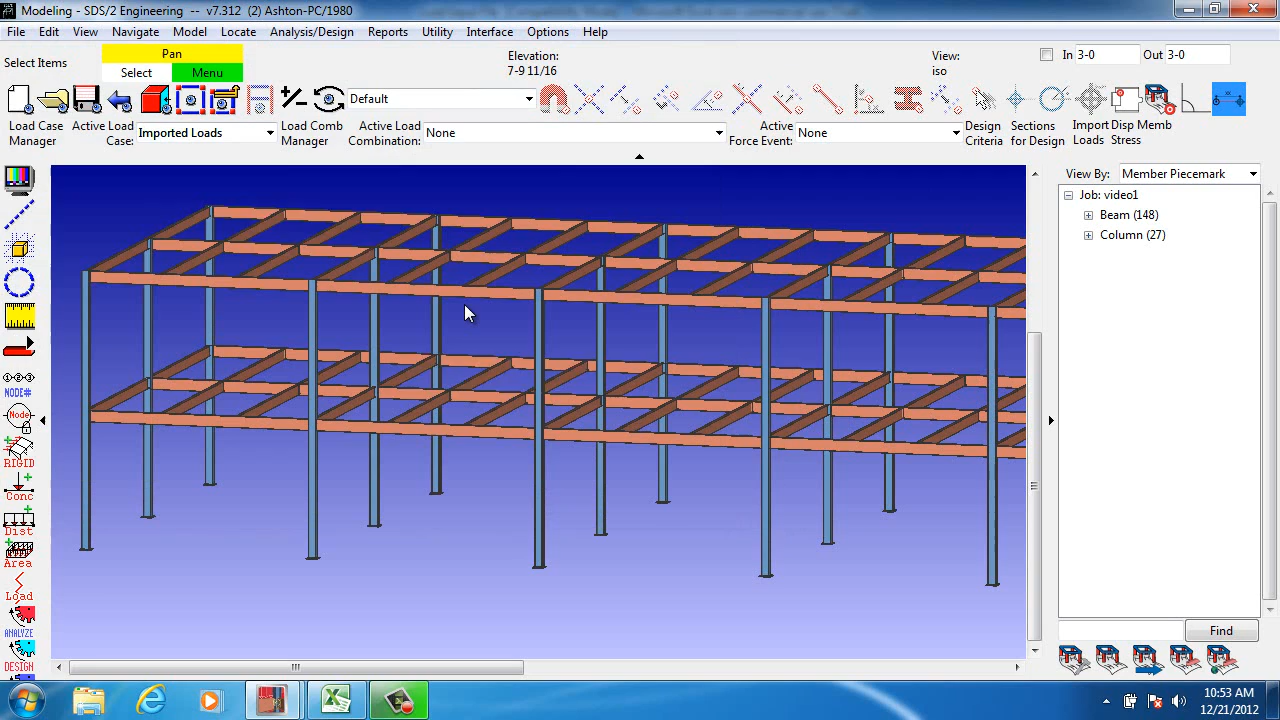 Modeling - SDS/2 Engineering -- v7.312 (2) Ashton-PC/1980
File Edit View Navigate Model Locate Analysis/Design Reports Utility Interface Options Help
Select Items
Pan
Select Menu
Elevation:
7-9 11/16
View:
iso
In 3-0 Out 3-0
Default
Load Case Manager
Active Load Case: Imported Loads
Load Comb Manager
Active Load Combination: None
Active Force Event: None
Design Criteria
Sections for Design
Import Loads
Disp Memb Stress
View By: Member Piecemark
Job: video1
Beam (148)
Column (27)
NODE#
Node
RIGID
Conc
Dist
Area
Load
ANALYZE
DESIGN
Find
10:53 AM
12/21/2012